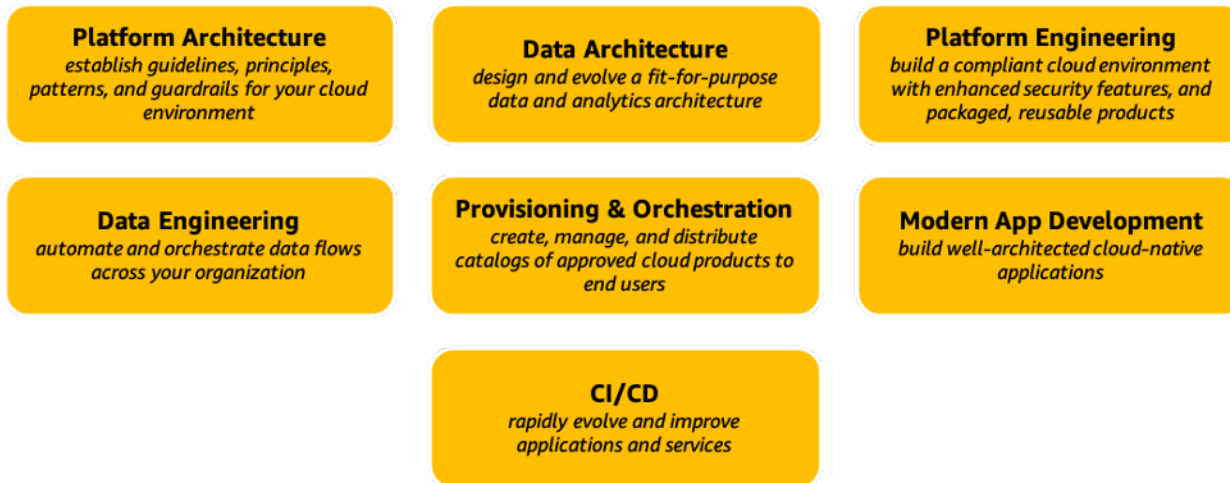 Platform Architecture
establish guidelines, principles,
patterns, and guardrails for your cloud
environment
Data Architecture
design and evolve a fit-for-purpose
data and analytics architecture
Platform Engineering
build a compliant cloud environment
with enhanced security features, and
packaged, reusable products
Data Engineering
automate and orchestrate data flows
across your organization
Provisioning & Orchestration
create, manage, and distribute
catalogs of approved cloud products to
end users
Modern App Development
build well-architected cloud-native
applications
CI/CD
rapidly evolve and improve
applications and services